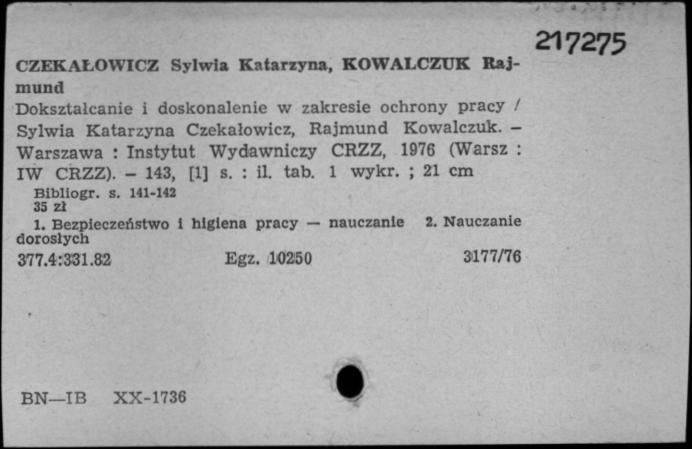 217275
CZEKAŁOWICZ Sylwia Katarzyna, KOWALCZUK Raj-
mund
Dokształcanie i doskonalenie w zakresie ochrony pracy /
Sylwia Katarzyna Czekałowicz, Rajmund Kowalczuk. –
Warszawa : Instytut Wydawniczy CRZZ, 1976 (Warsz :
IW CRZZ). – 143, [1] s. : il. tab. 1 wykr. ; 21 cm
Bibliogr. s. 141-142
35 zł
1. Bezpieczeństwo i higiena pracy — nauczanie 2. Nauczanie
dorosłych
377.4:331.82 Egz. 10250 3177/76
BN—IB XX-1736